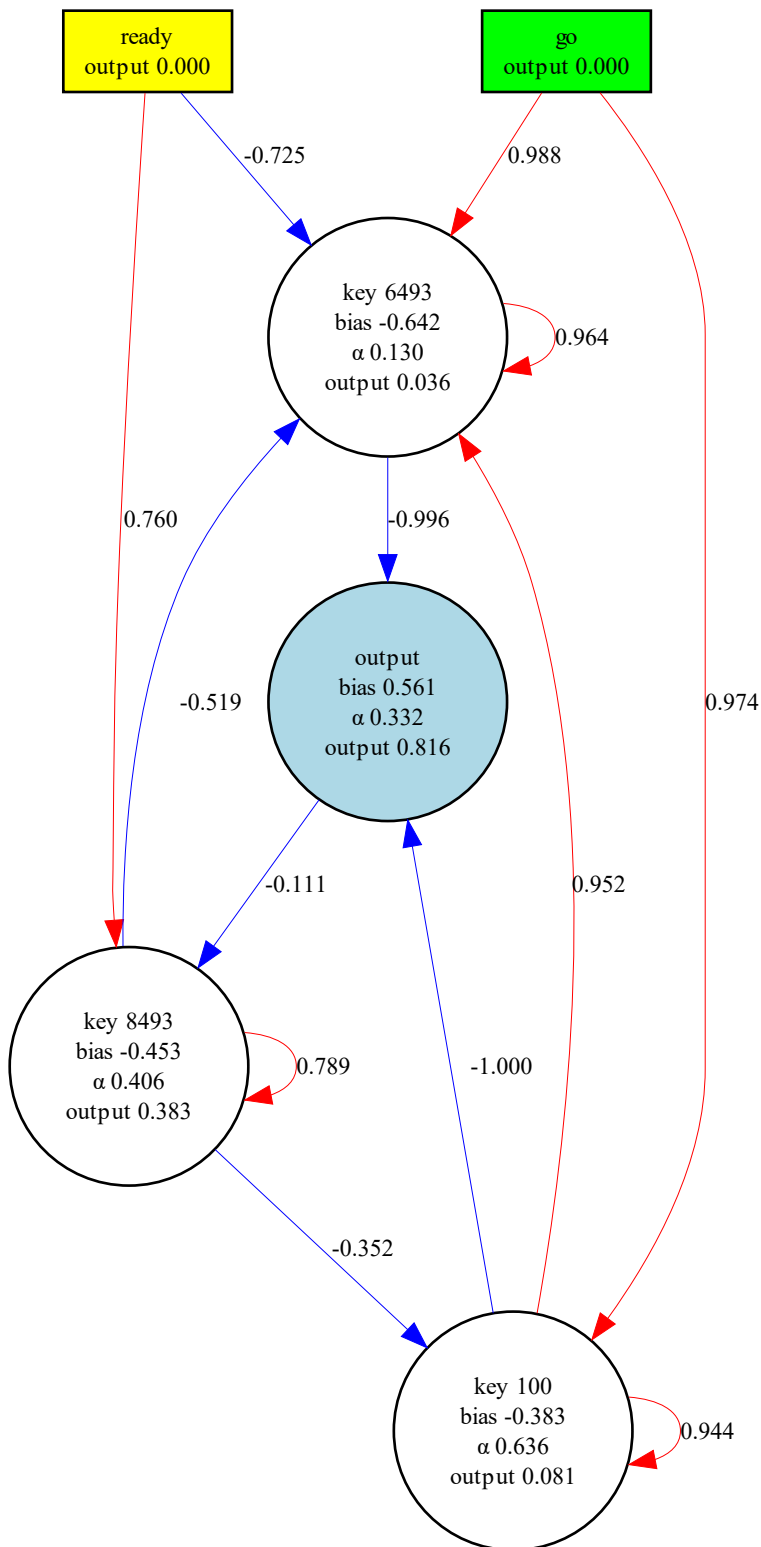 ready
output 0.000
go
output 0.000
-0.725
0.988
key 6493
bias -0.642
α 0.130
output 0.036
0.964
0.760
-0.996
output
bias 0.561
α 0.332
output 0.816
-0.519
0.974
-0.111
0.952
key 8493
bias -0.453
α 0.406
output 0.383
0.789
-1.000
-0.352
key 100
bias -0.383
α 0.636
output 0.081
0.944